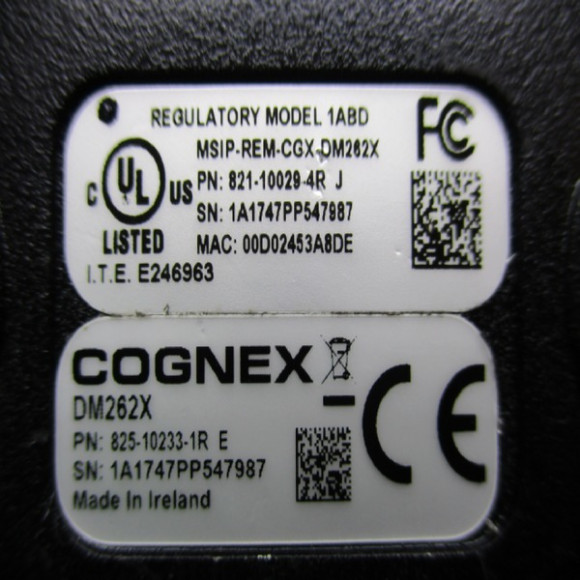 REGULATORY MODEL 1ABD
FC
MSIP-REM-CGX-DM262X
C UL US
PN: 821-10029-4R J
SN: 1A1747PP547987
LISTED
MAC: 00D02453A8DE
I.T.E. E246963
COGNEX
DM262X
CE
PN: 825-10233-1R E
SN: 1A1747PP547987
Made In Ireland